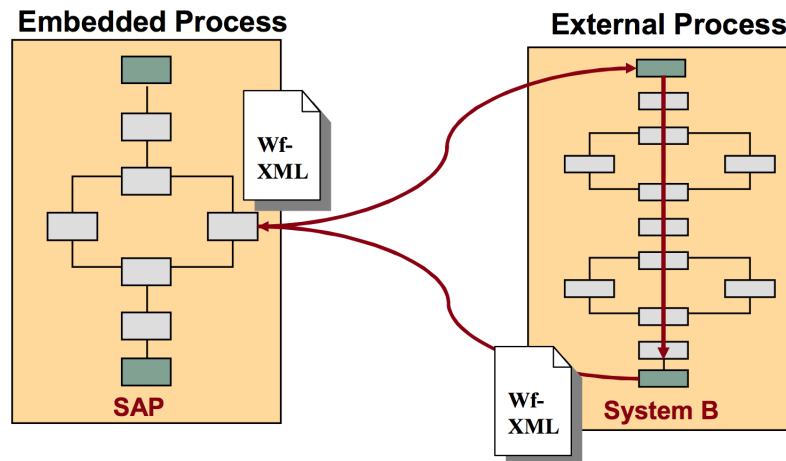 Embedded Process
External Process
Wf-
XML
Wf-
XML
SAP
System B